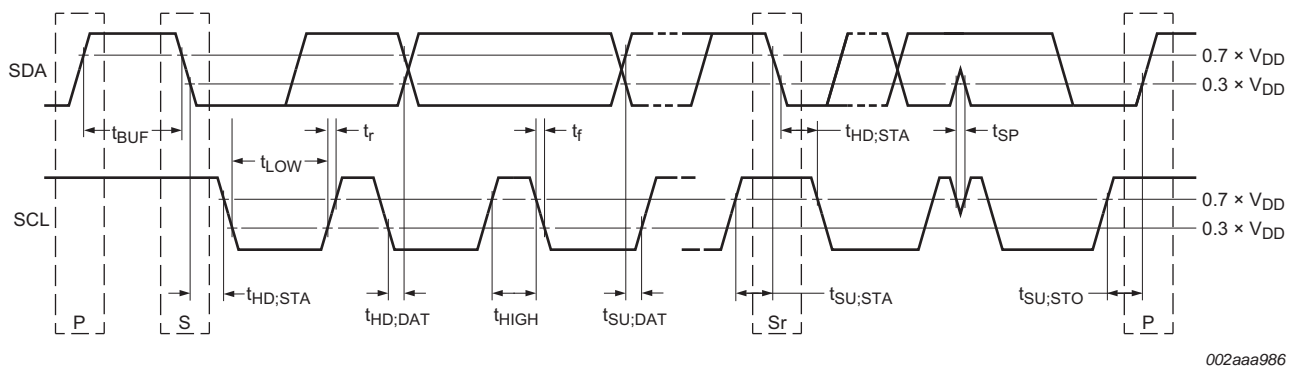 SDA
0.7 × VDD
0.3 × VDD
tBUF
tLOW
tr
tf
tHD;STA
tSP
SCL
0.7 × VDD
0.3 × VDD
tHD;STA
tHD;DAT
tHIGH
tSU;DAT
tSU;STA
tSU;STO
P
S
Sr
P
002aaa986